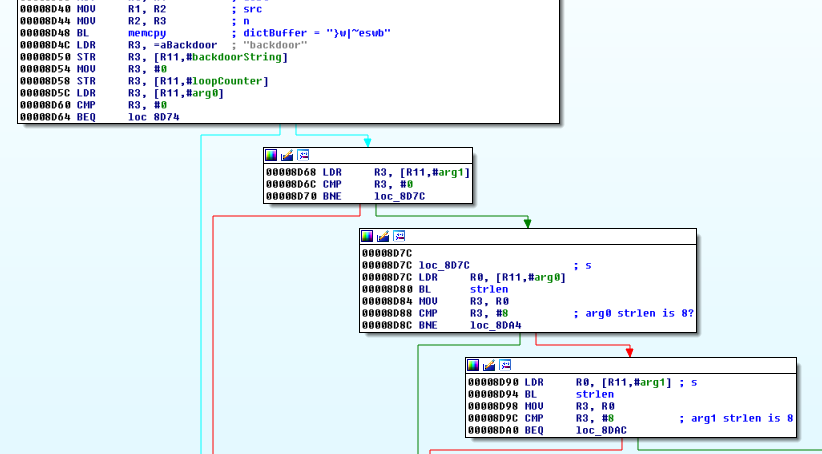 00008D40 MOV R1, R2 ; src
00008D44 MOV R2, R3 ; n
00008D48 BL memcpy ; dictBuffer = "}v|~eswb"
00008D4C LDR R3, =aBackdoor ; "backdoor"
00008D50 STR R3, [R11,#backdoorString]
00008D54 MOV R3, #0
00008D58 STR R3, [R11,#loopCounter]
00008D5C LDR R3, [R11,#arg0]
00008D60 CMP R3, #0
00008D64 BEQ loc_8D74
00008D68 LDR R3, [R11,#arg1]
00008D6C CMP R3, #0
00008D70 BNE loc_8D7C
00008D7C
00008D7C loc_8D7C ; s
00008D7C LDR R0, [R11,#arg0]
00008D80 BL strlen
00008D84 MOV R3, R0
00008D88 CMP R3, #8 ; arg0 strlen is 8?
00008D8C BNE loc_8DA4
00008D90 LDR R0, [R11,#arg1] ; s
00008D94 BL strlen
00008D98 MOV R3, R0
00008D9C CMP R3, #8 ; arg1 strlen is 8
00008DA0 BEQ loc_8DAC